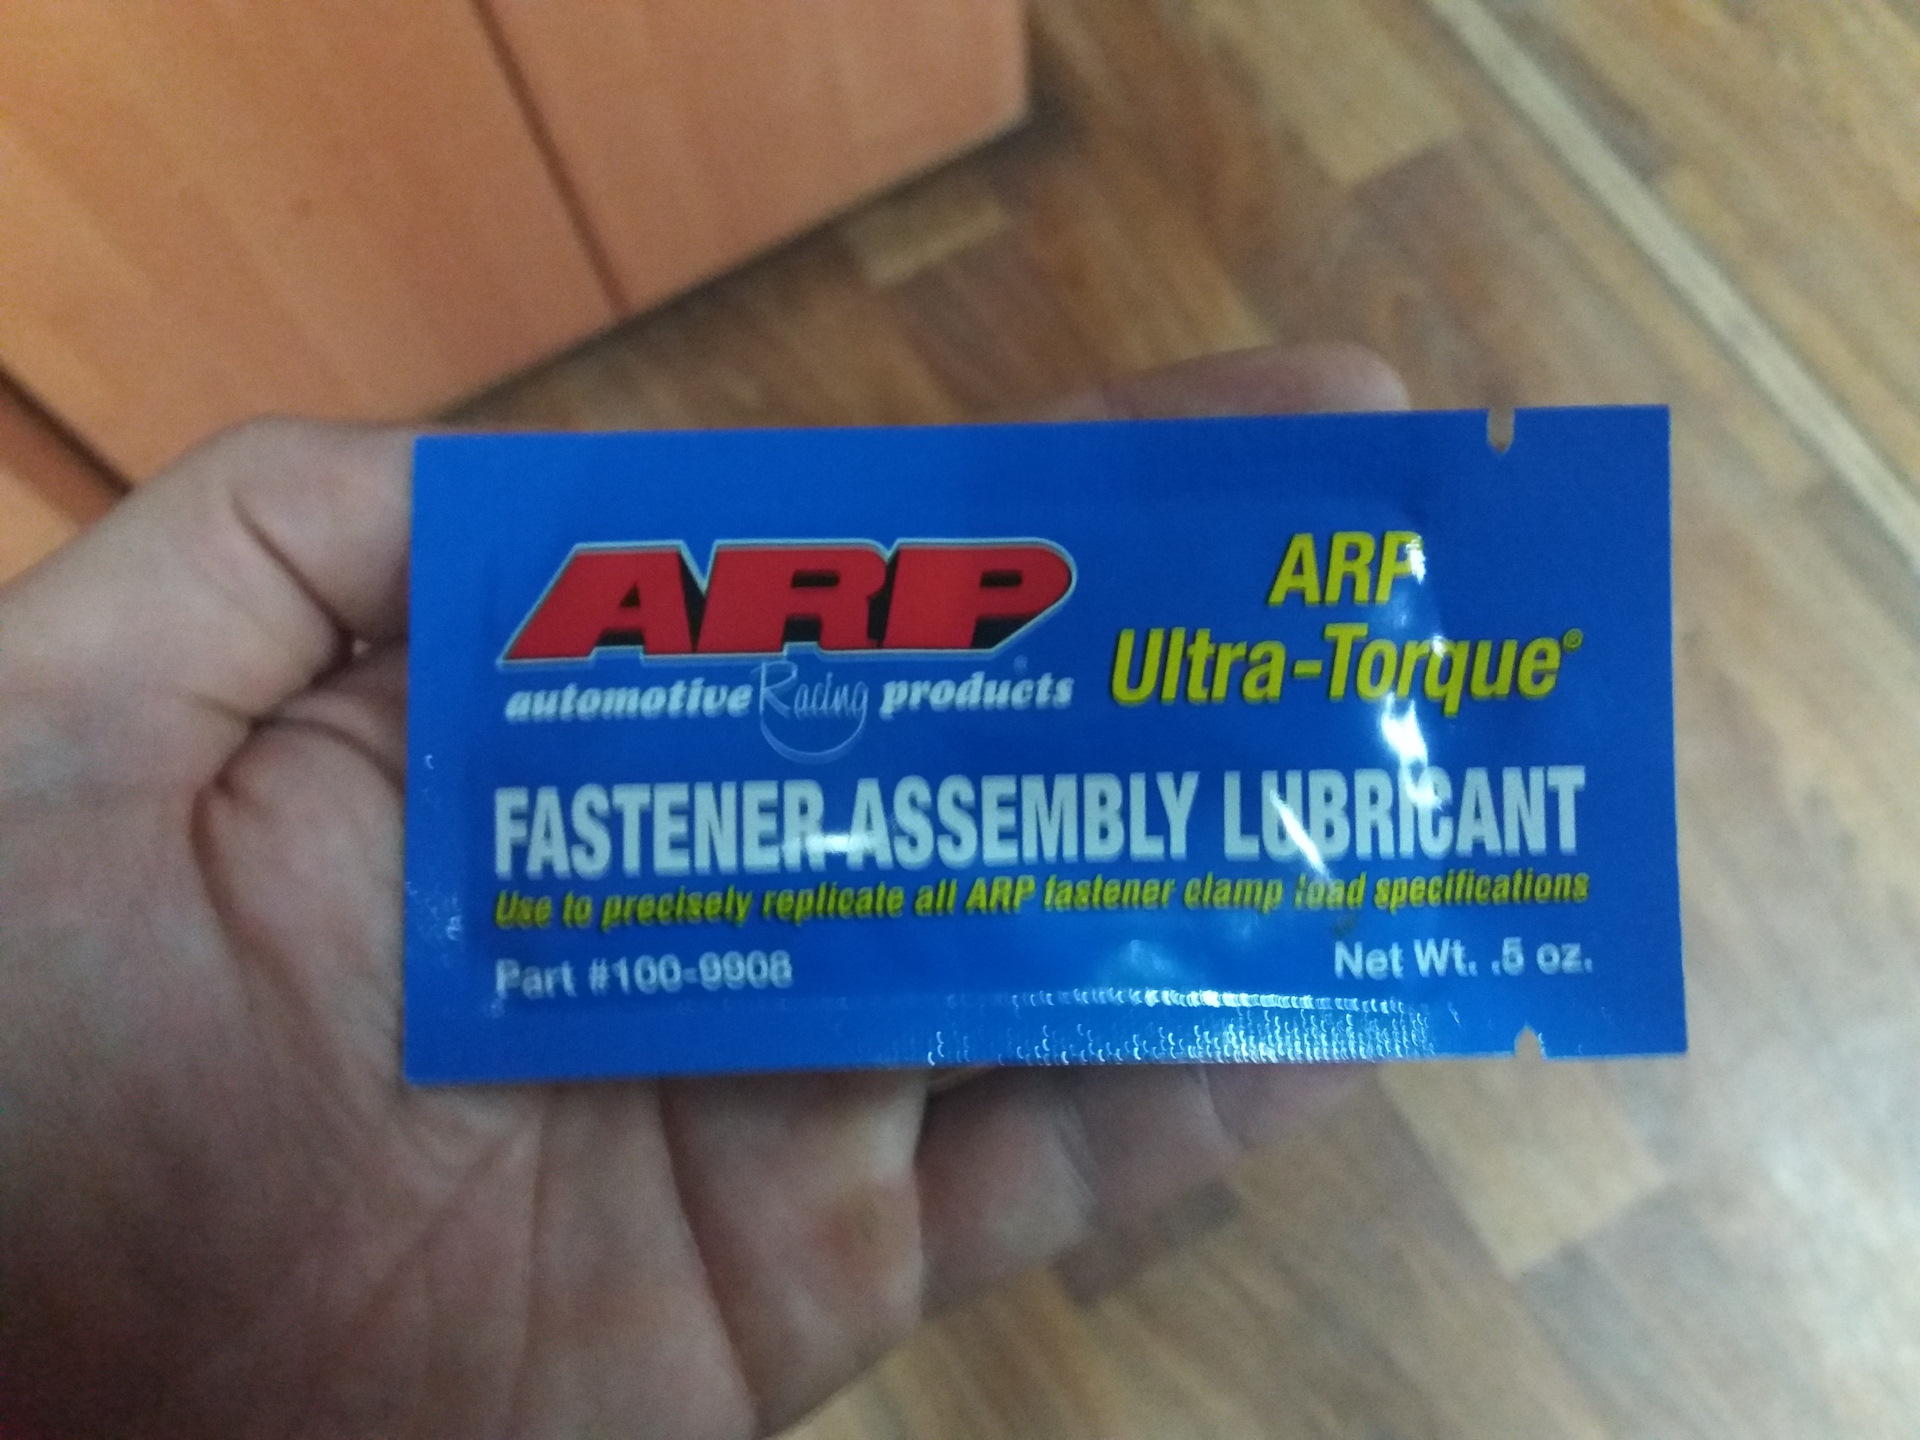 ARP
automotive Racing products®
ARP
Ultra-Torque®
FASTENER ASSEMBLY LUBRICANT
Use to precisely replicate all ARP fastener clamp load specifications
Part #100-9908
Net Wt. .5 oz.